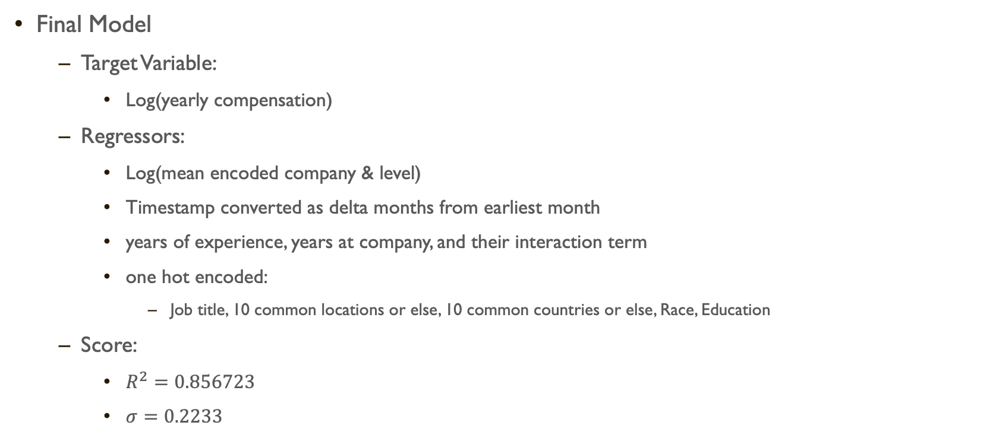 • Final Model
– Target Variable:
• Log(yearly compensation)
– Regressors:
• Log(mean encoded company & level)
• Timestamp converted as delta months from earliest month
• years of experience, years at company, and their interaction term
• one hot encoded:
– Job title, 10 common locations or else, 10 common countries or else, Race, Education
– Score:
• R² = 0.856723
• σ = 0.2233